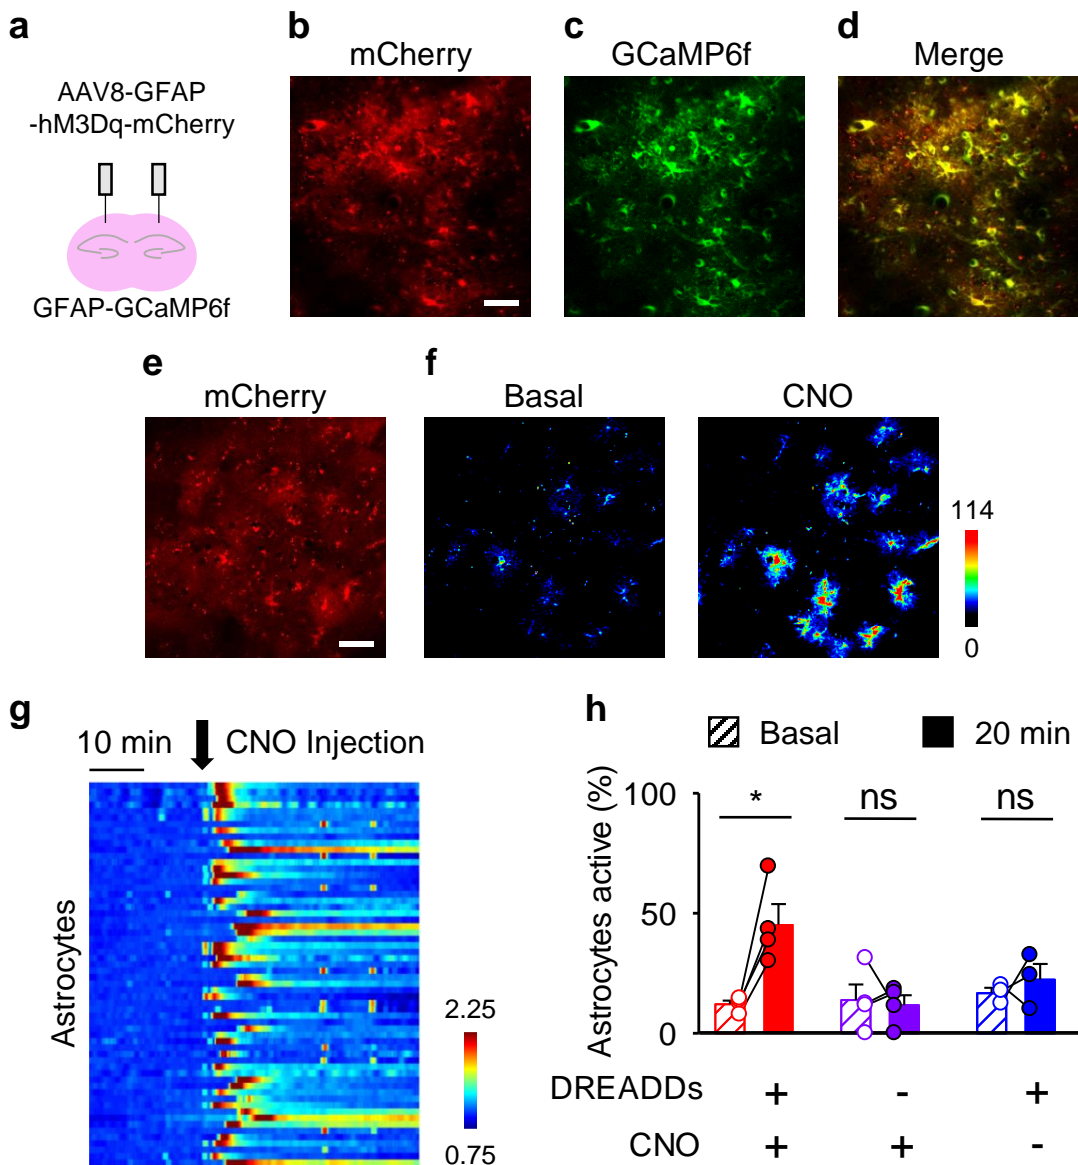 a
AAV8-GFAP
-hM3Dq-mCherry
GFAP-GCaMP6f
b
mCherry
c
GCaMP6f
d
Merge
e
mCherry
f
Basal
CNO
114
0
g
10 min
CNO Injection
Astrocytes
2.25
0.75
h
Basal
20 min
Astrocytes active (%)
100
50
0
*
ns
ns
DREADDs
+ - +
CNO
+ + -